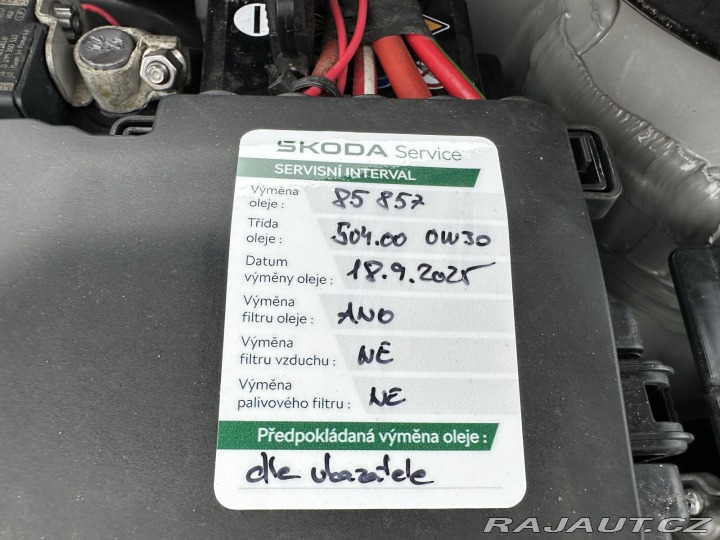 ŠKODA Service
SERVISNÍ INTERVAL
Výměna oleje : 85 857
Třída oleje : 504.00 0W30
Datum výměny oleje : 18.9.2025
Výměna filtru oleje : ANO
Výměna filtru vzduchu : NE
Výměna palivového filtru : NE
Předpokládaná výměna oleje :
dle ukazatele
RAJAUT.CZ